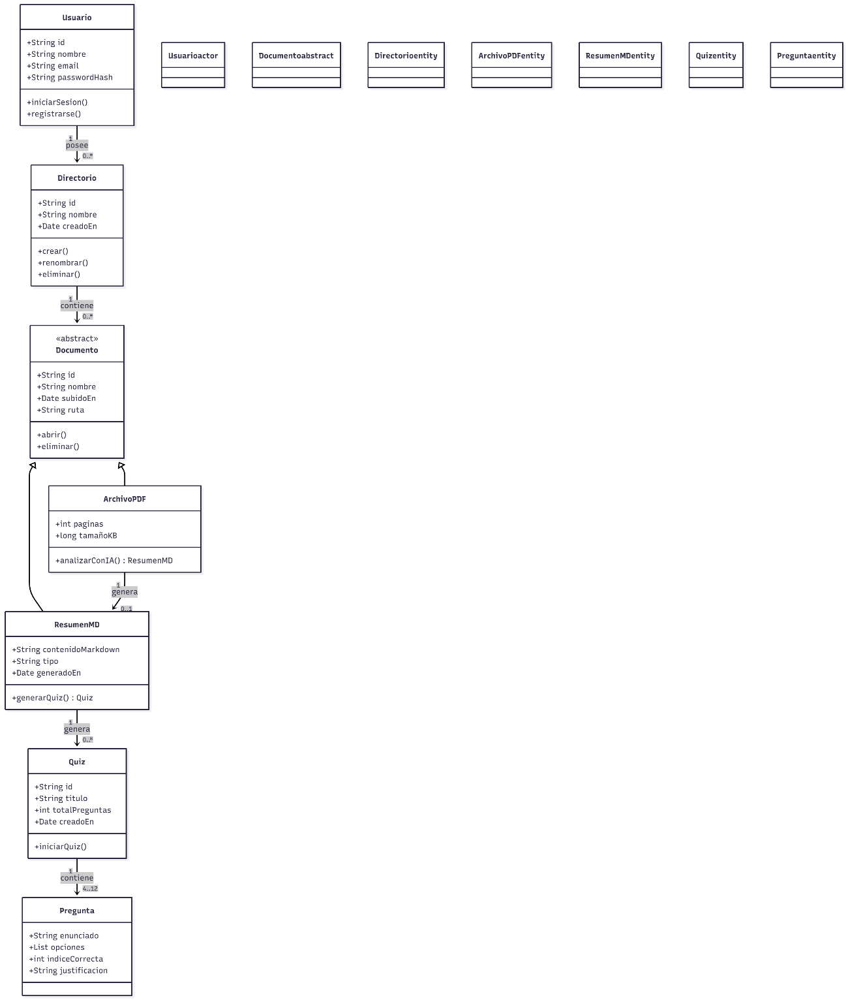 Usuario
+String id
+String nombre
+String email
+String passwordHash
+iniciarSesion()
+registrarse()
Usuarioactor
Documentoabstract
Directorioentity
ArchivoPDFentity
ResumenMDentity
Quizentity
Preguntaentity
1
posee
0..*
Directorio
+String id
+String nombre
+Date creadoEn
+crear()
+renombrar()
+eliminar()
1
contiene
0..*
«abstract»
Documento
+String id
+String nombre
+Date subidoEn
+String ruta
+abrir()
+eliminar()
ArchivoPDF
+int paginas
+long tamañoKB
+analizarConIA() : ResumenMD
1
genera
0..1
ResumenMD
+String contenidoMarkdown
+String tipo
+Date generadoEn
+generarQuiz() : Quiz
1
genera
0..*
Quiz
+String id
+String titulo
+int totalPreguntas
+Date creadoEn
+iniciarQuiz()
1
contiene
4..12
Pregunta
+String enunciado
+List opciones
+int indiceCorrecta
+String justificacion